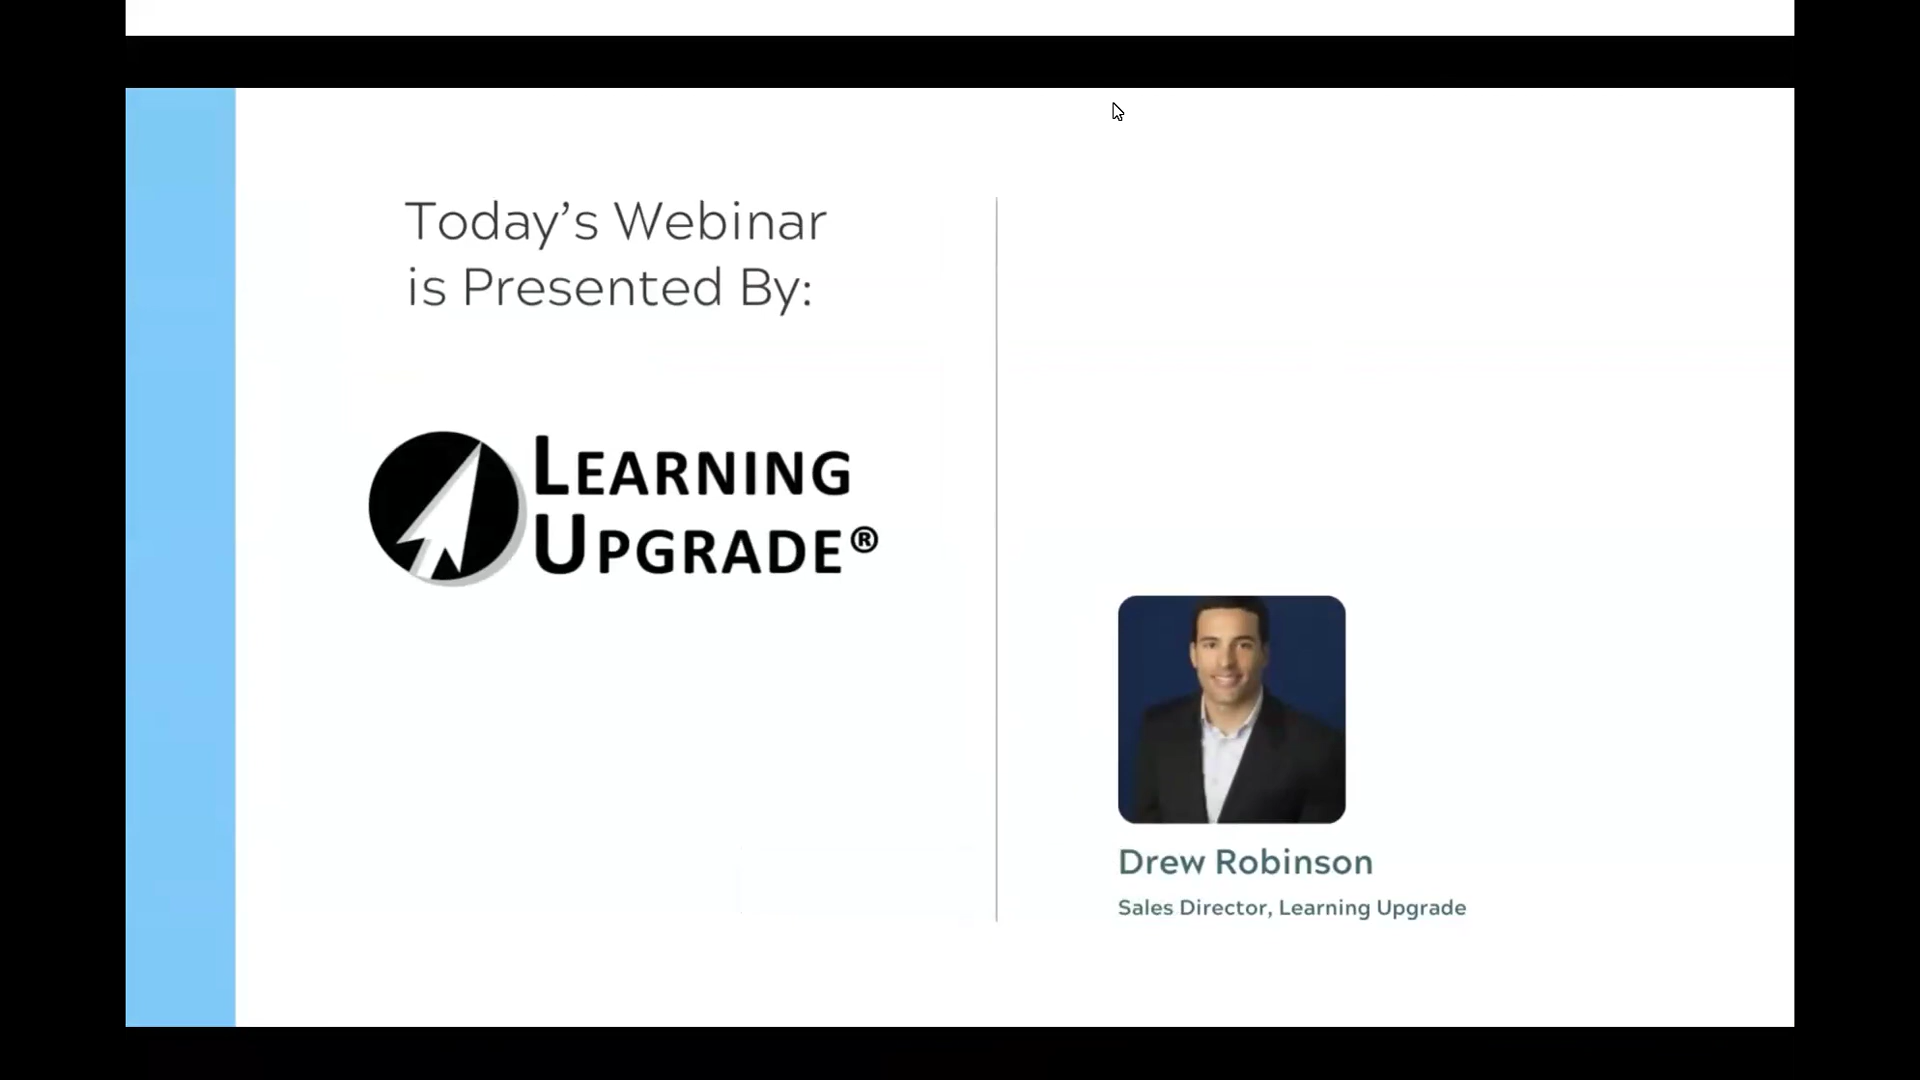 Today's Webinar
is Presented By:
LEARNING
UPGRADE®
Drew Robinson
Sales Director, Learning Upgrade